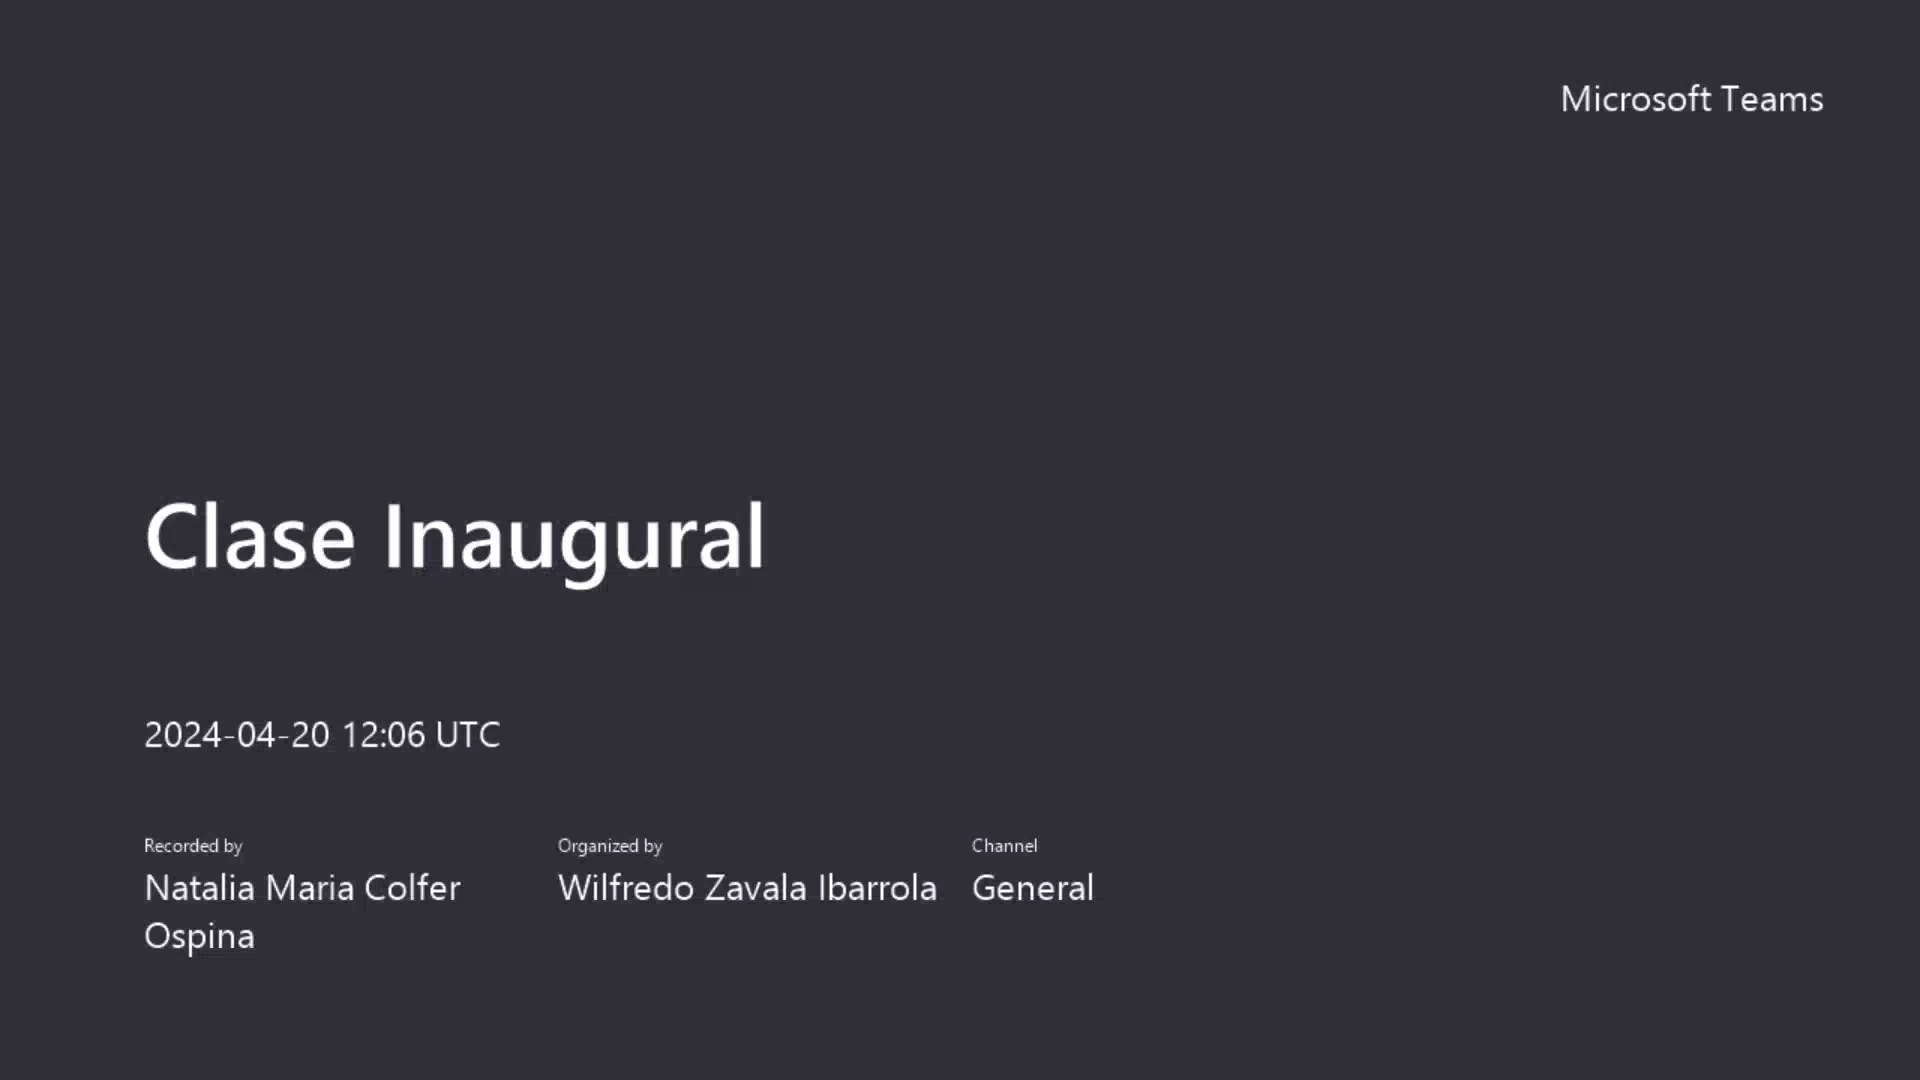 Microsoft Teams
Clase Inaugural
2024-04-20 12:06 UTC
Recorded by
Natalia Maria Colfer
Ospina
Organized by
Wilfredo Zavala Ibarrola
Channel
General